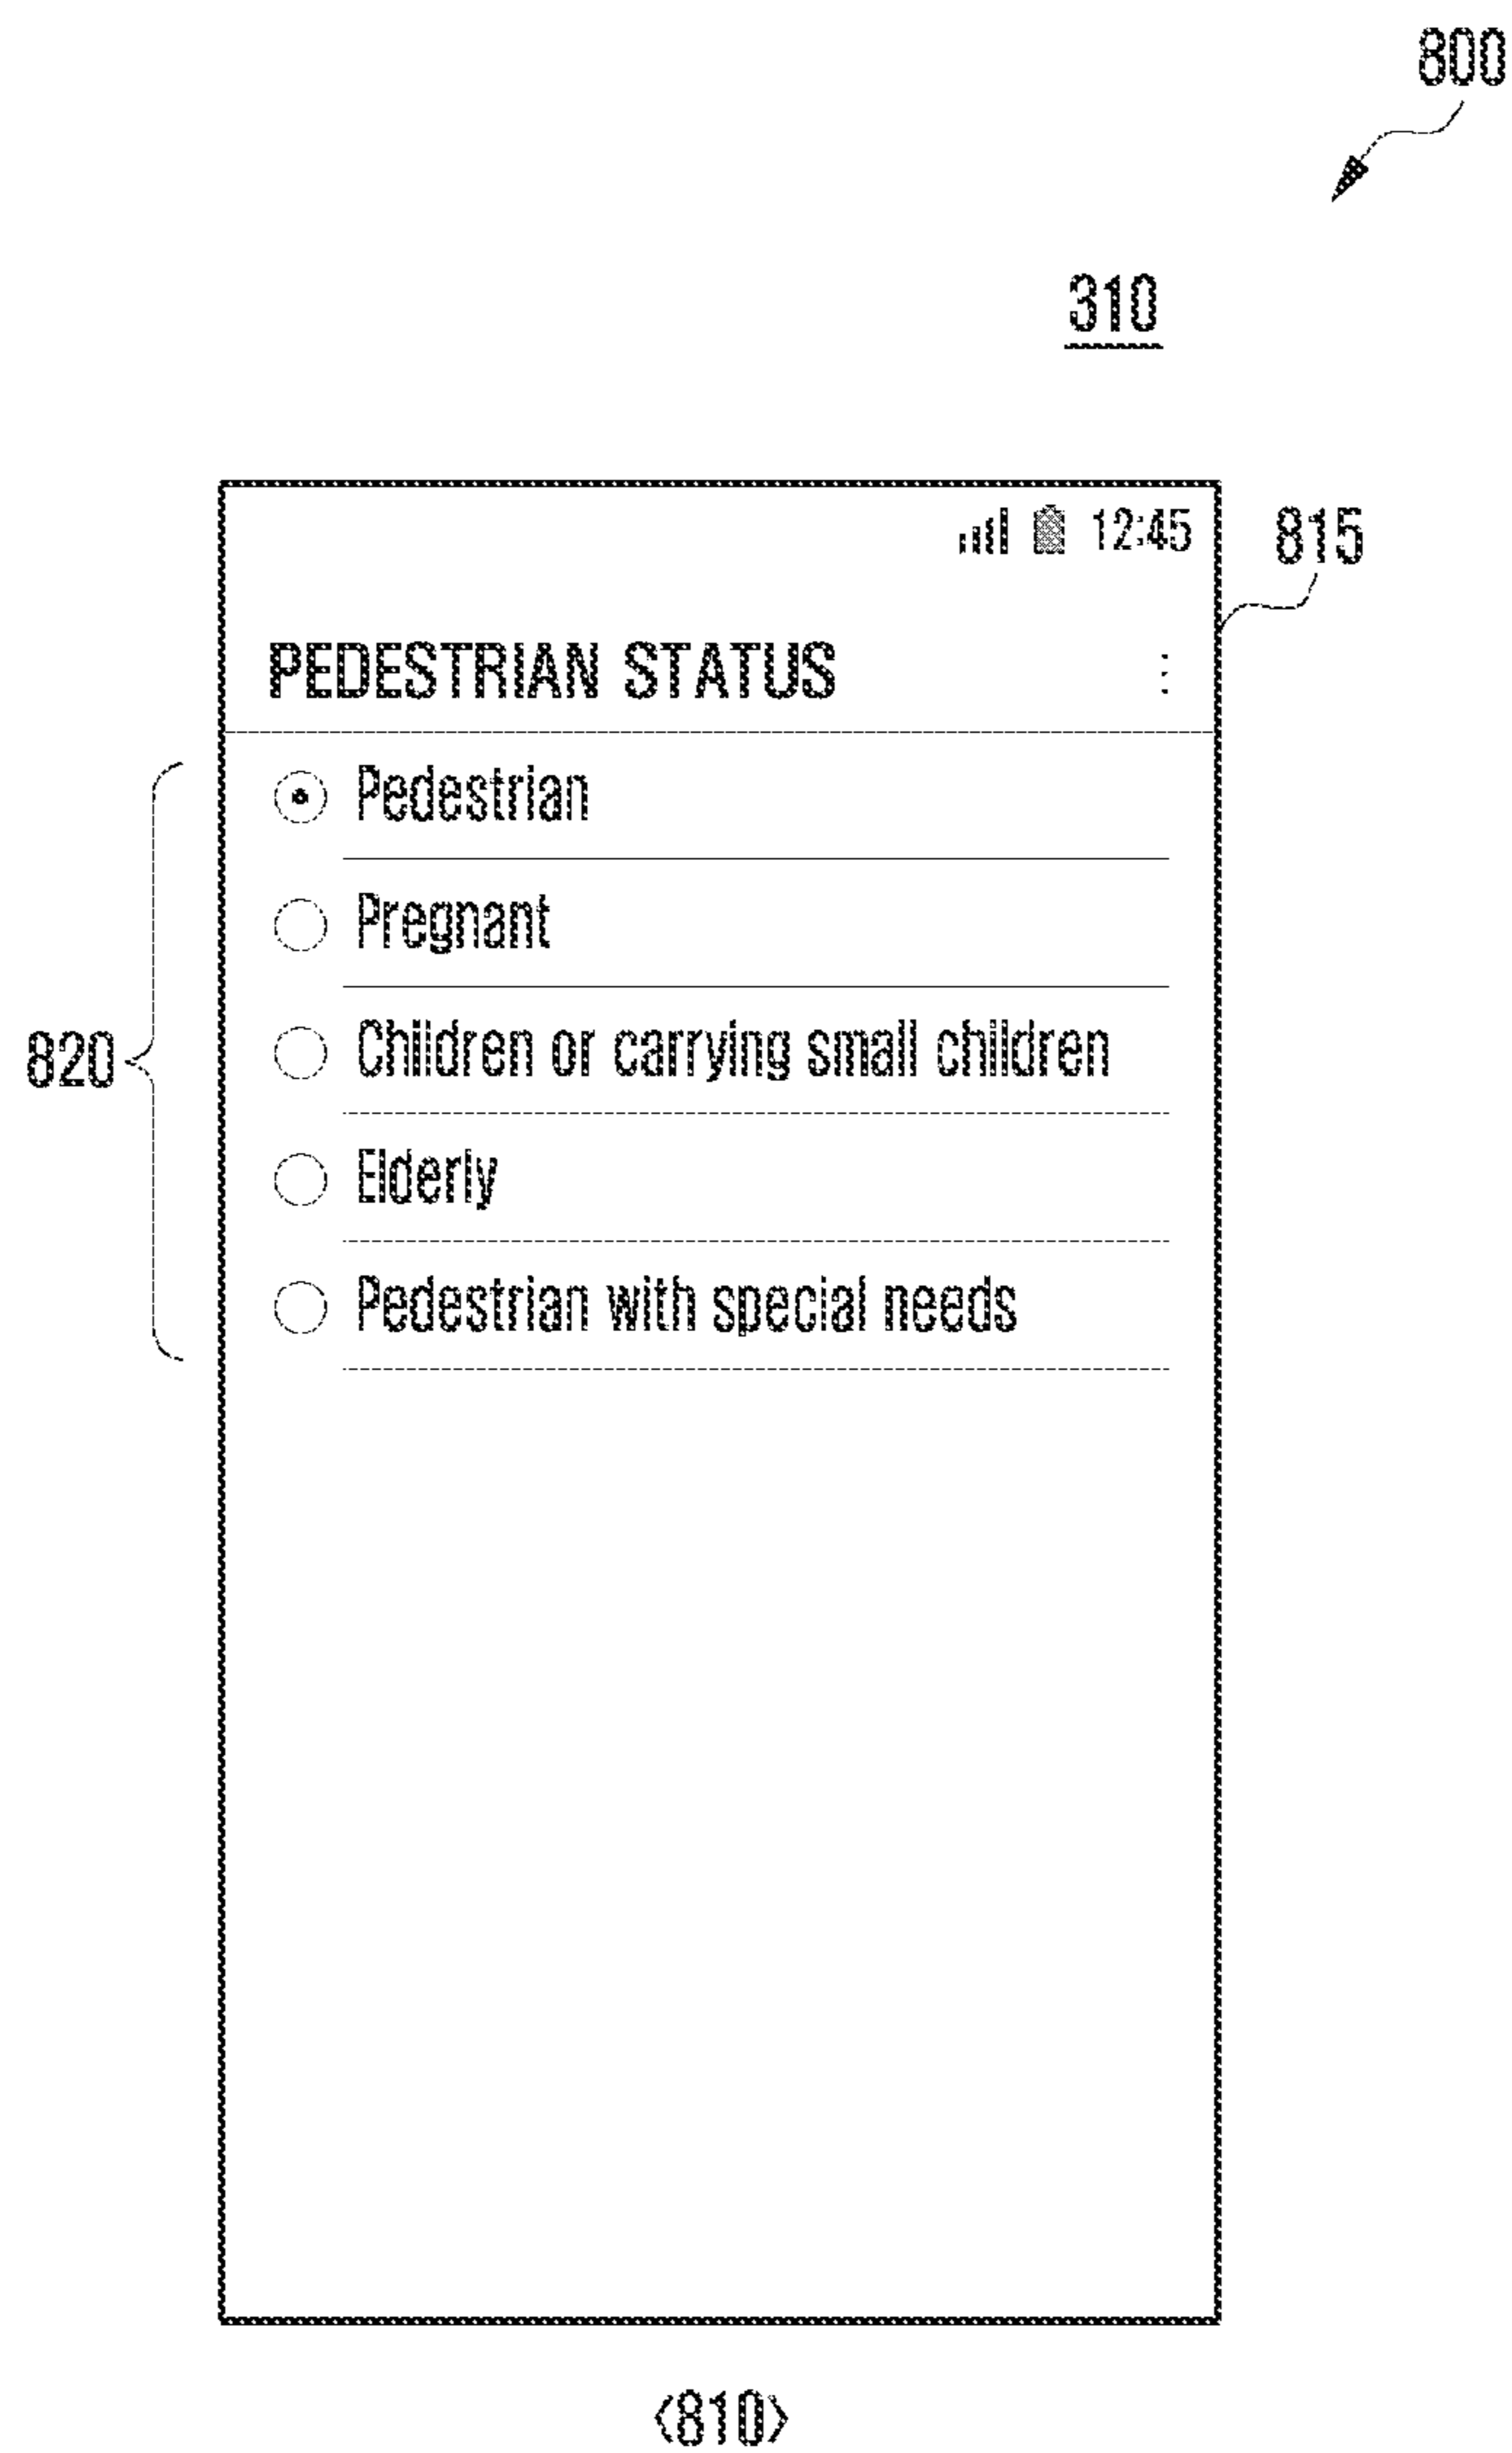 800
310
12:45
815
PEDESTRIAN STATUS
Pedestrian
Pregnant
Children or carrying small children
820
Elderly
Pedestrian with special needs
<810>